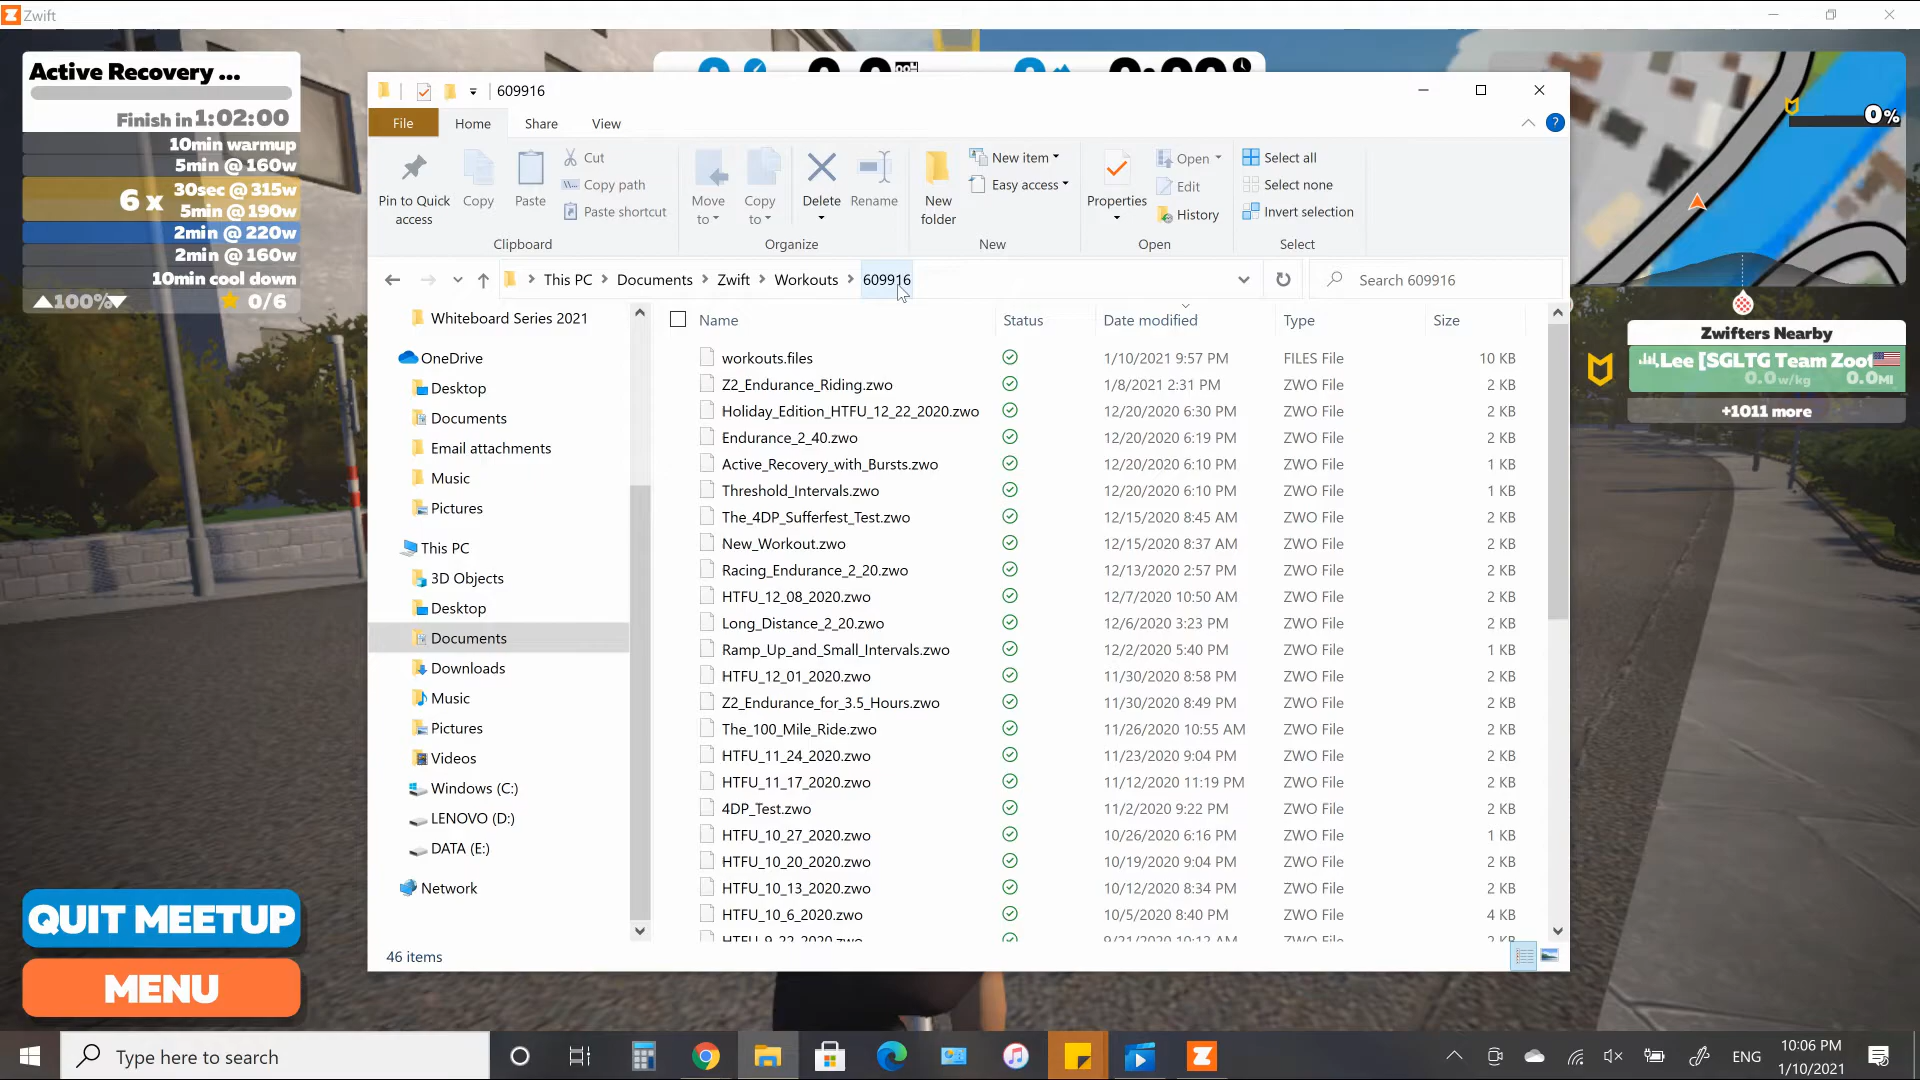 Zwift
Active Recovery ...
Finish in 1:02:00
10min warmup
5min @ 160w
6 x
30sec @ 315w
5min @ 190w
2min @ 220w
2min @ 160w
10min cool down
100%
0/6
QUIT MEETUP
MENU
609916
File
Home
Share
View
Pin to Quick access
Copy
Paste
Cut
Copy path
Paste shortcut
Clipboard
Move to
Copy to
Delete
Rename
Organize
New folder
New item
Easy access
New
Properties
Open
Edit
History
Open
Select all
Select none
Invert selection
Select
This PC > Documents > Zwift > Workouts > 609916
Search 609916
Whiteboard Series 2021
OneDrive
Desktop
Documents
Email attachments
Music
Pictures
This PC
3D Objects
Desktop
Documents
Downloads
Music
Pictures
Videos
Windows (C:)
LENOVO (D:)
DATA (E:)
Network
Name Status Date modified Type Size
workouts.files 1/10/2021 9:57 PM FILES File 10 KB
Z2_Endurance_Riding.zwo 1/8/2021 2:31 PM ZWO File 2 KB
Holiday_Edition_HTFU_12_22_2020.zwo 12/20/2020 6:30 PM ZWO File 2 KB
Endurance_2_40.zwo 12/20/2020 6:19 PM ZWO File 2 KB
Active_Recovery_with_Bursts.zwo 12/20/2020 6:10 PM ZWO File 1 KB
Threshold_Intervals.zwo 12/20/2020 6:10 PM ZWO File 1 KB
The_4DP_Sufferfest_Test.zwo 12/15/2020 8:45 AM ZWO File 2 KB
New_Workout.zwo 12/15/2020 8:37 AM ZWO File 2 KB
Racing_Endurance_2_20.zwo 12/13/2020 2:57 PM ZWO File 2 KB
HTFU_12_08_2020.zwo 12/7/2020 10:50 AM ZWO File 2 KB
Long_Distance_2_20.zwo 12/6/2020 3:23 PM ZWO File 2 KB
Ramp_Up_and_Small_Intervals.zwo 12/2/2020 5:40 PM ZWO File 1 KB
HTFU_12_01_2020.zwo 11/30/2020 8:58 PM ZWO File 2 KB
Z2_Endurance_for_3.5_Hours.zwo 11/30/2020 8:49 PM ZWO File 2 KB
The_100_Mile_Ride.zwo 11/26/2020 10:55 AM ZWO File 2 KB
HTFU_11_24_2020.zwo 11/23/2020 9:04 PM ZWO File 2 KB
HTFU_11_17_2020.zwo 11/12/2020 11:19 PM ZWO File 2 KB
4DP_Test.zwo 11/2/2020 9:22 PM ZWO File 2 KB
HTFU_10_27_2020.zwo 10/26/2020 6:16 PM ZWO File 1 KB
HTFU_10_20_2020.zwo 10/19/2020 9:04 PM ZWO File 2 KB
HTFU_10_13_2020.zwo 10/12/2020 8:34 PM ZWO File 2 KB
HTFU_10_6_2020.zwo 10/5/2020 8:40 PM ZWO File 4 KB
HTFU_9_22_2020.zwo 9/21/2020 10:12 AM ZWO File 2 KB
46 items
0%
Zwifters Nearby
Lee [SGLTG Team Zoot
0.0w/kg 0.0MI
+1011 more
Type here to search
ENG
10:06 PM
1/10/2021